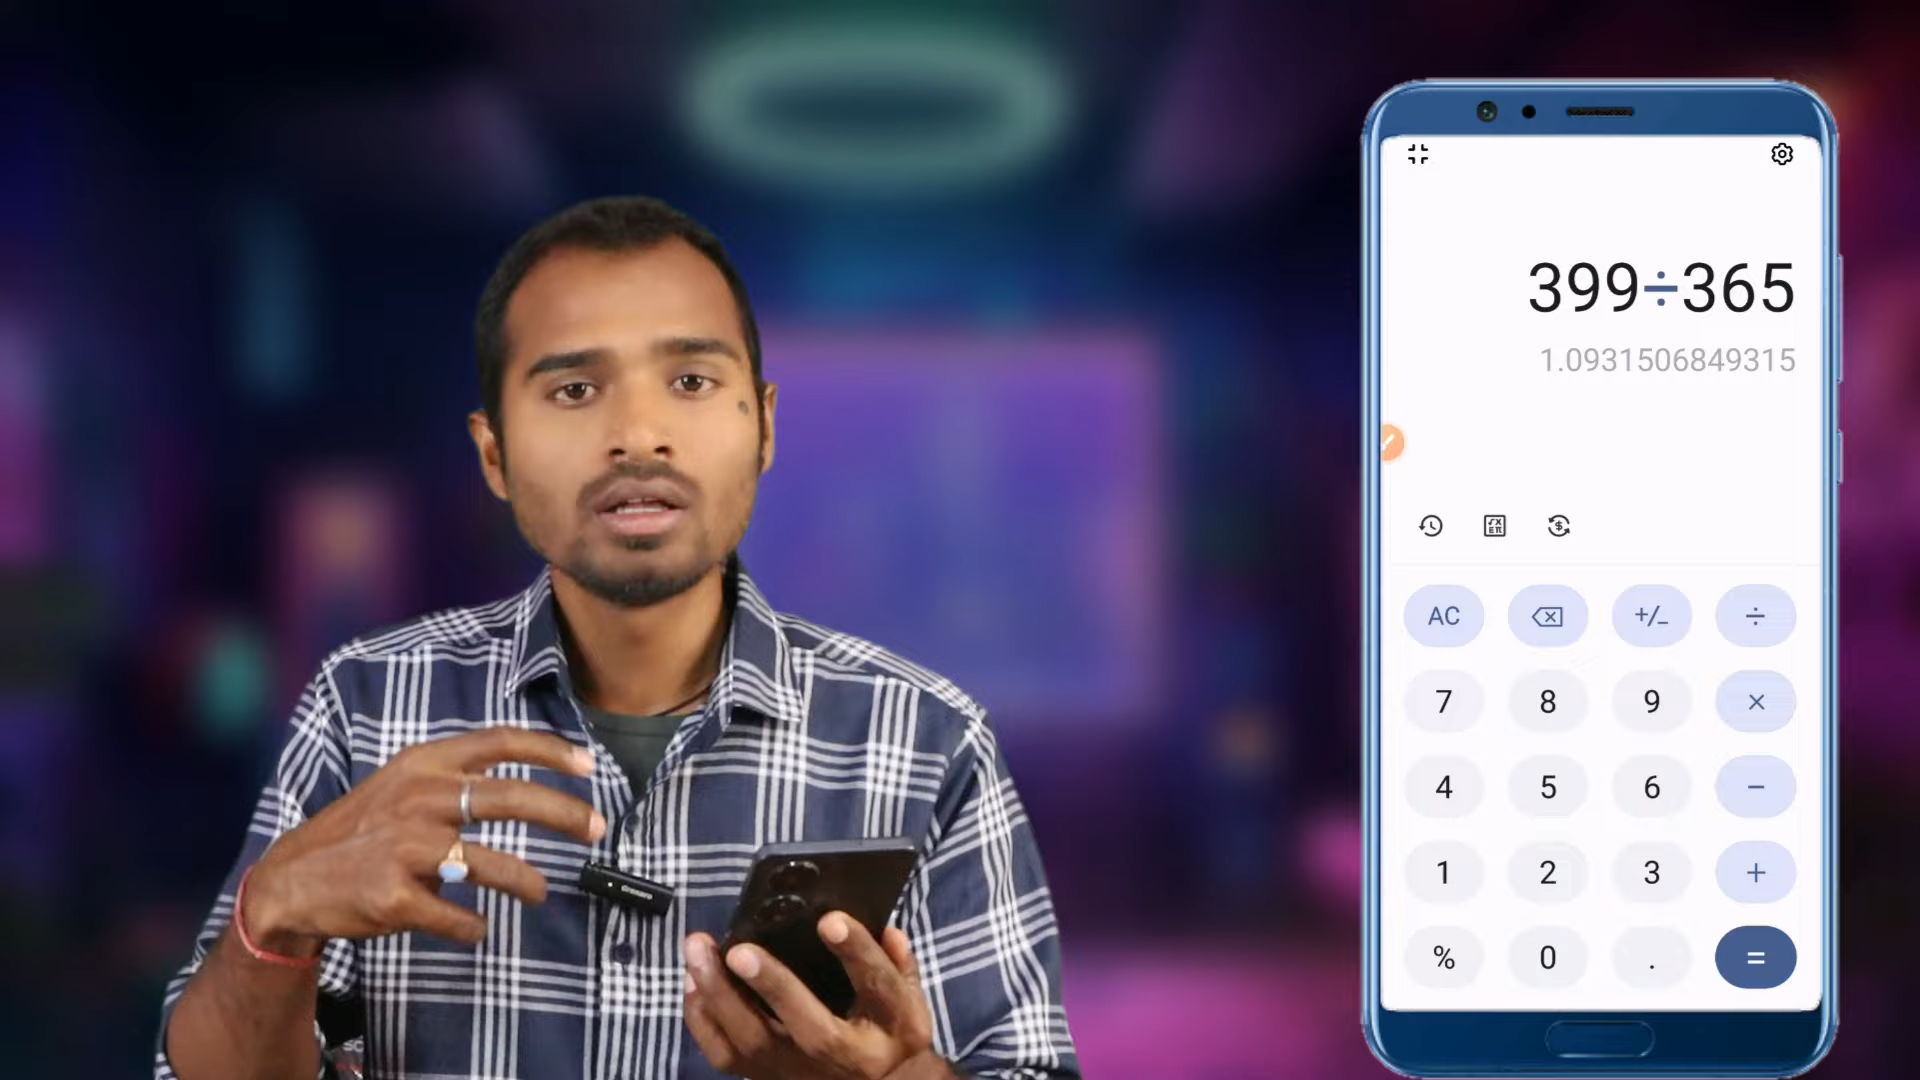 399÷365
1.0931506849315
AC +/− ÷
7 8 9 ×
4 5 6 −
1 2 3 +
% 0 . =